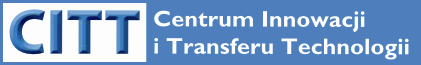 CITT
Centrum Innowacji
i Transferu Technologii